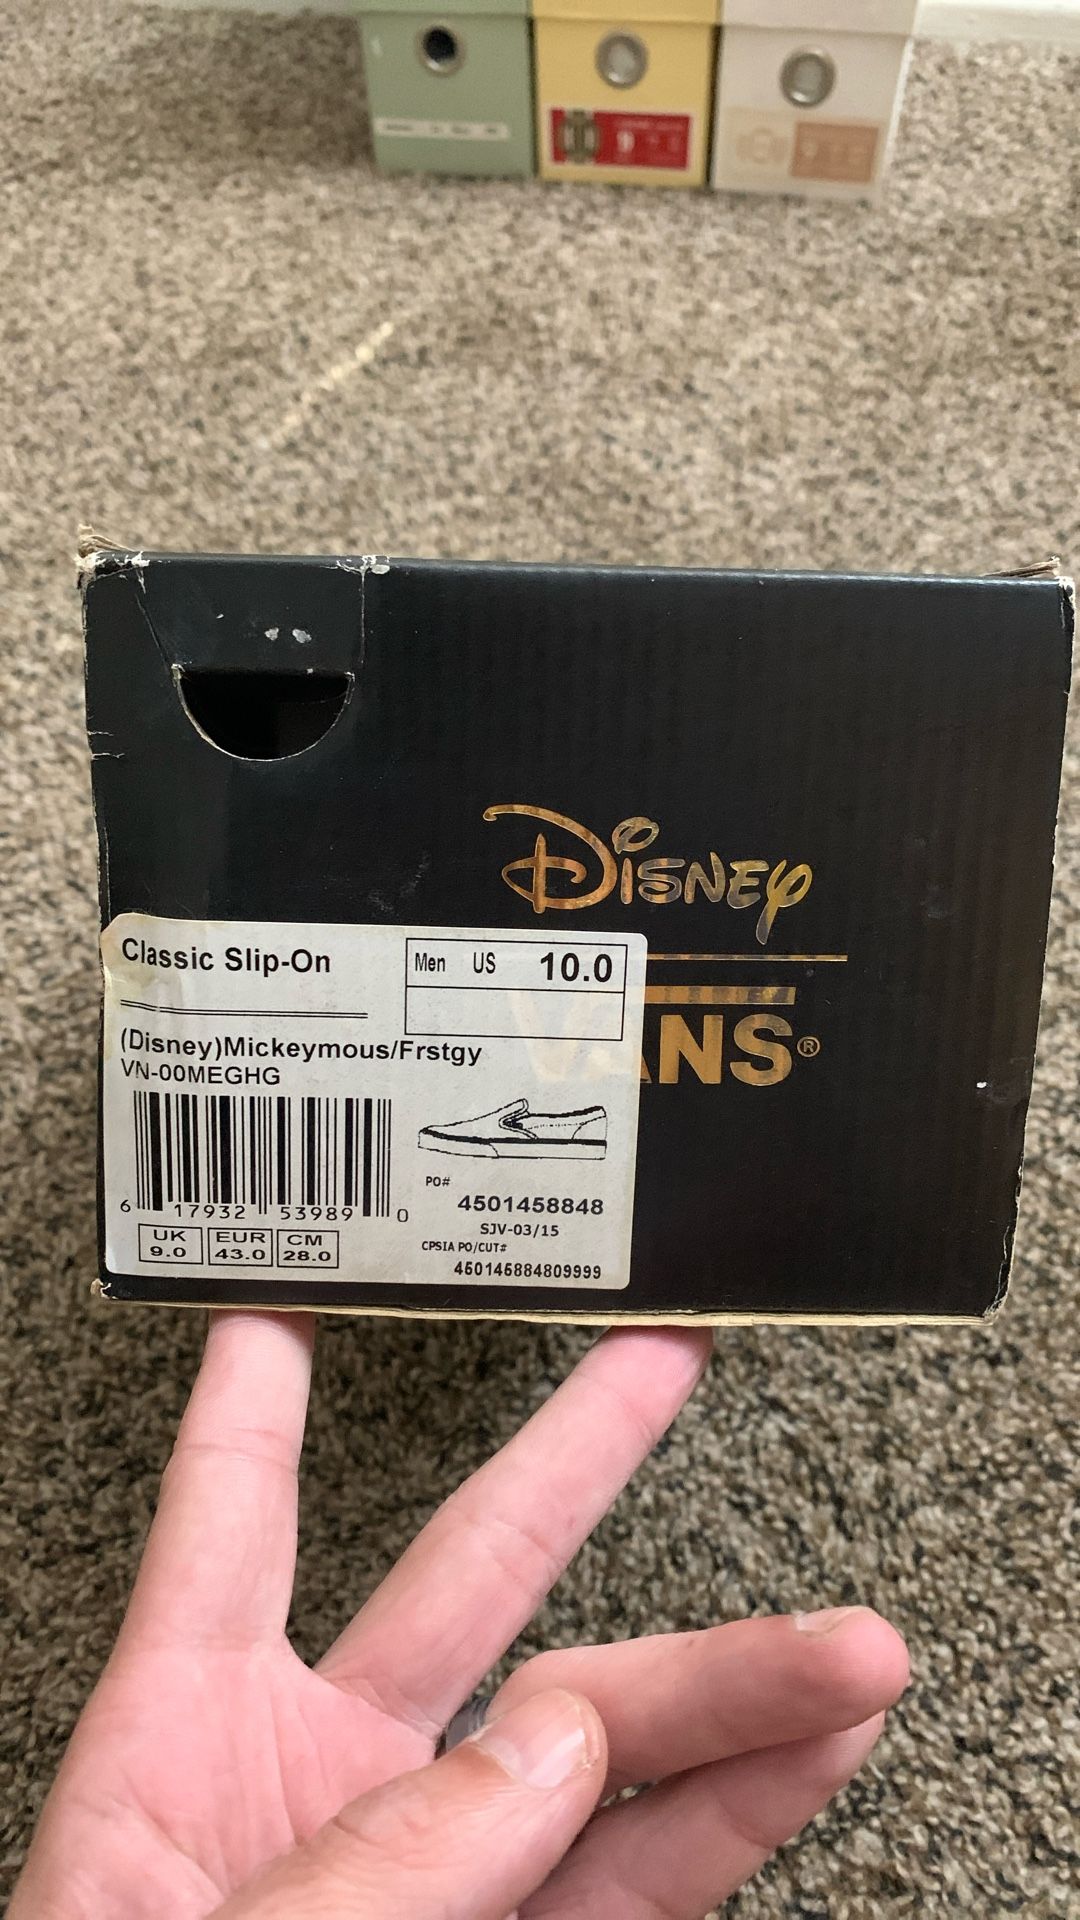 Disney
VANS®
Classic Slip-On
Men US 10.0
(Disney)Mickeymous/Frstgy
VN-00MEGHG
6 17932 53989 0
PO#
4501458848
SJV-03/15
CPSIA PO/CUT#
450145884809999
UK EUR CM
9.0 43.0 28.0